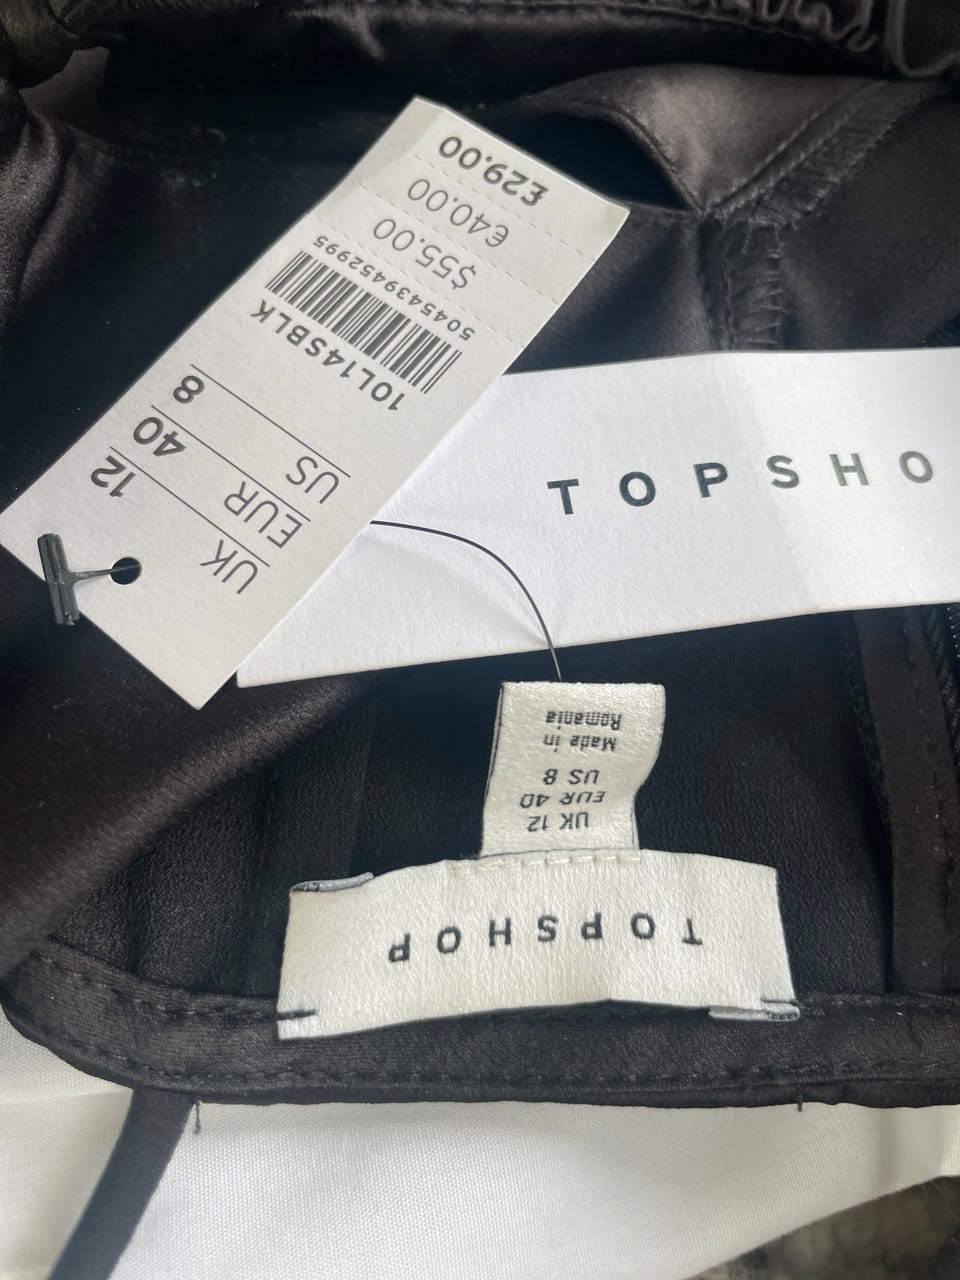 UK 12
EUR 40
US 8
10L14SBLK
5045439452995
$55.00
€40.00
£29.00
TOPSHO
TOPSHOP
UK 12
EUR 40
US 8
Made in
Romania